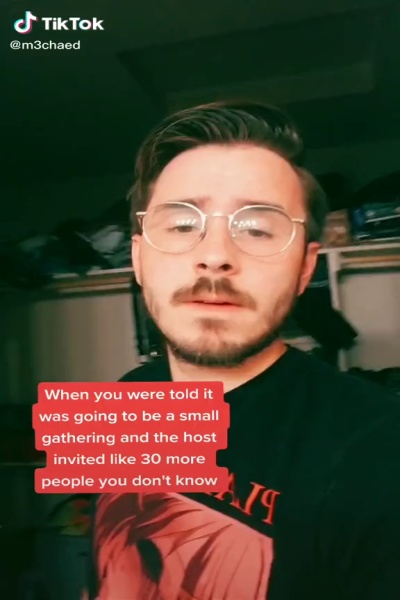 TikTok
@m3chaed
When you were told it
was going to be a small
gathering and the host
invited like 30 more
people you don't know